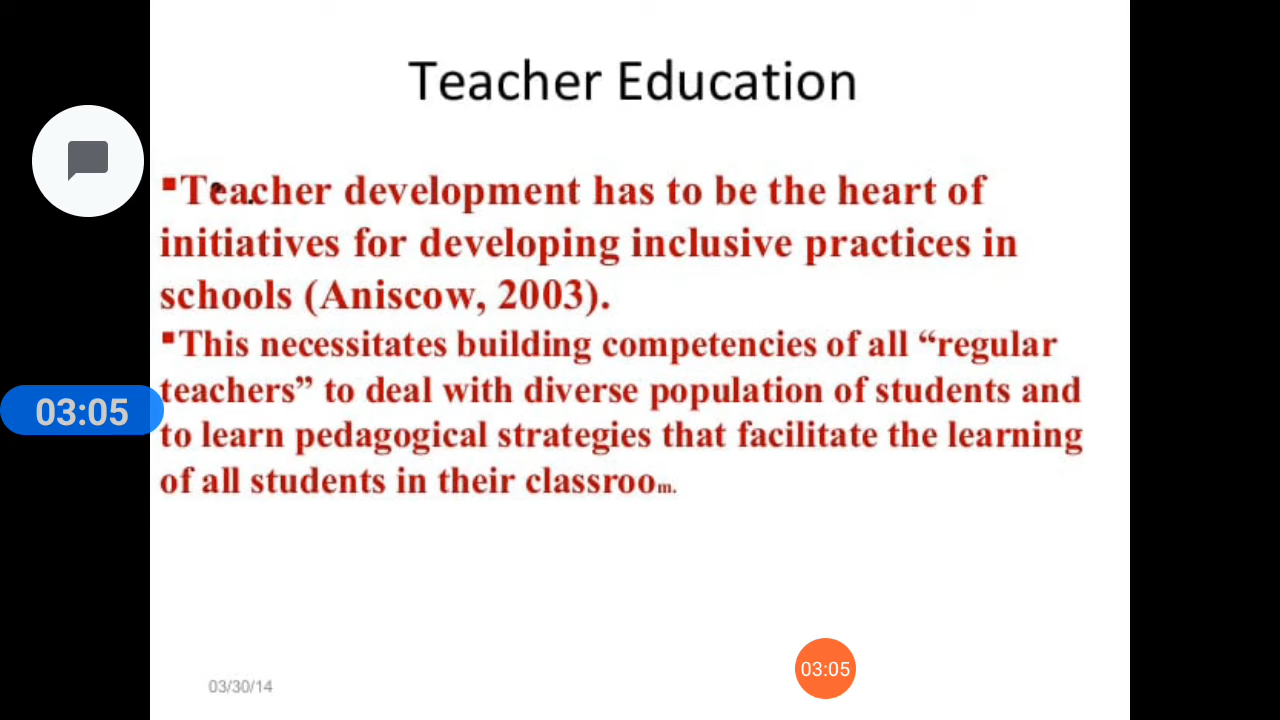 Teacher Education
▪Teacher development has to be the heart of
initiatives for developing inclusive practices in
schools (Aniscow, 2003).
▪This necessitates building competencies of all “regular
teachers” to deal with diverse population of students and
03:05
to learn pedagogical strategies that facilitate the learning
of all students in their classroom.
03:05
03/30/14